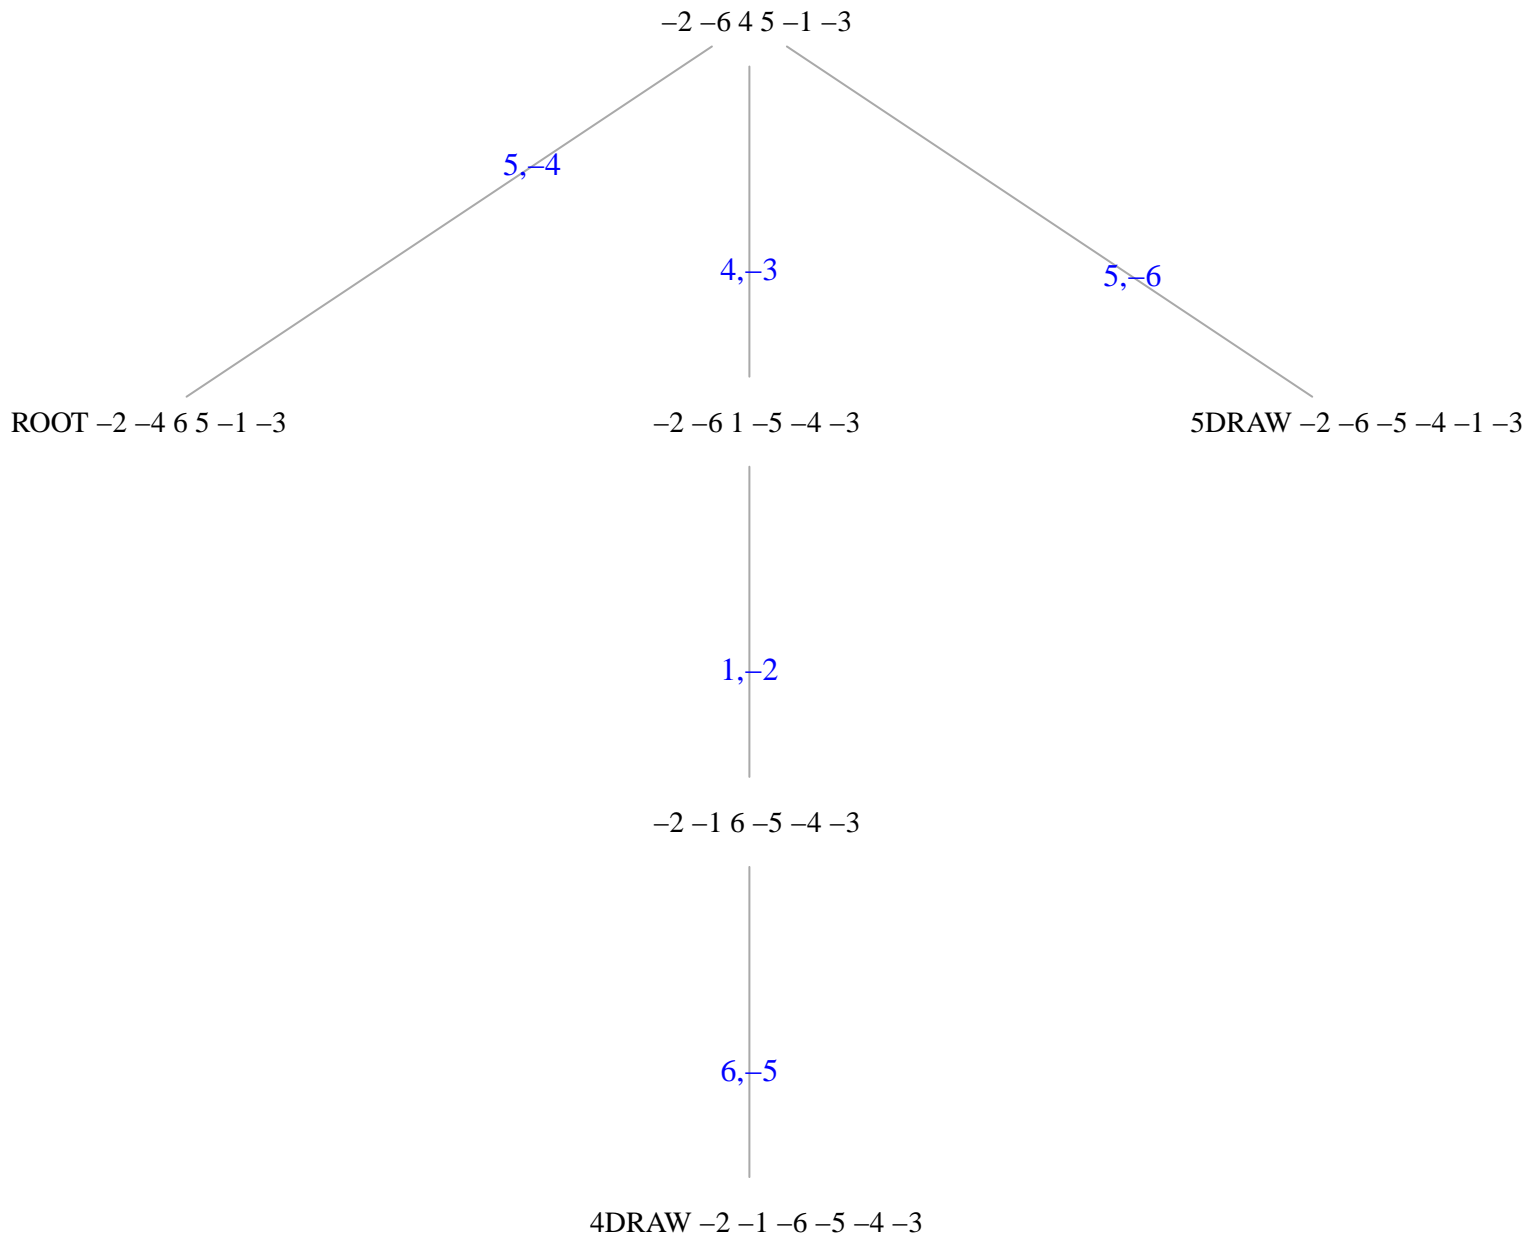 –2 –6 4 5 –1 –3
5,–4
4,–3
5,–6
ROOT –2 –4 6 5 –1 –3
–2 –6 1 –5 –4 –3
5DRAW –2 –6 –5 –4 –1 –3
1,–2
–2 –1 6 –5 –4 –3
6,–5
4DRAW –2 –1 –6 –5 –4 –3